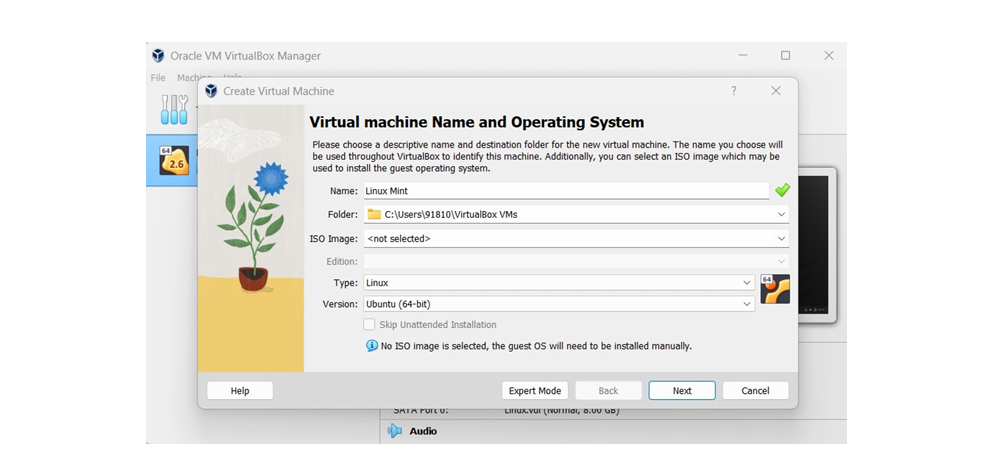 Oracle VM VirtualBox Manager
File
Create Virtual Machine
?
Virtual machine Name and Operating System
Please choose a descriptive name and destination folder for the new virtual machine. The name you choose will
be used throughout VirtualBox to identify this machine. Additionally, you can select an ISO image which may be
used to install the guest operating system.
Name: Linux Mint
Folder: C:\Users\91810\VirtualBox VMs
ISO Image: <not selected>
Edition:
Type: Linux
64
Version: Ubuntu (64-bit)
64
2.6
Skip Unattended Installation
No ISO image is selected, the guest OS will need to be installed manually.
Help Expert Mode Back Next Cancel
SATA Port 0: Linux.vdi (Normal, 8.00 GB)
Audio